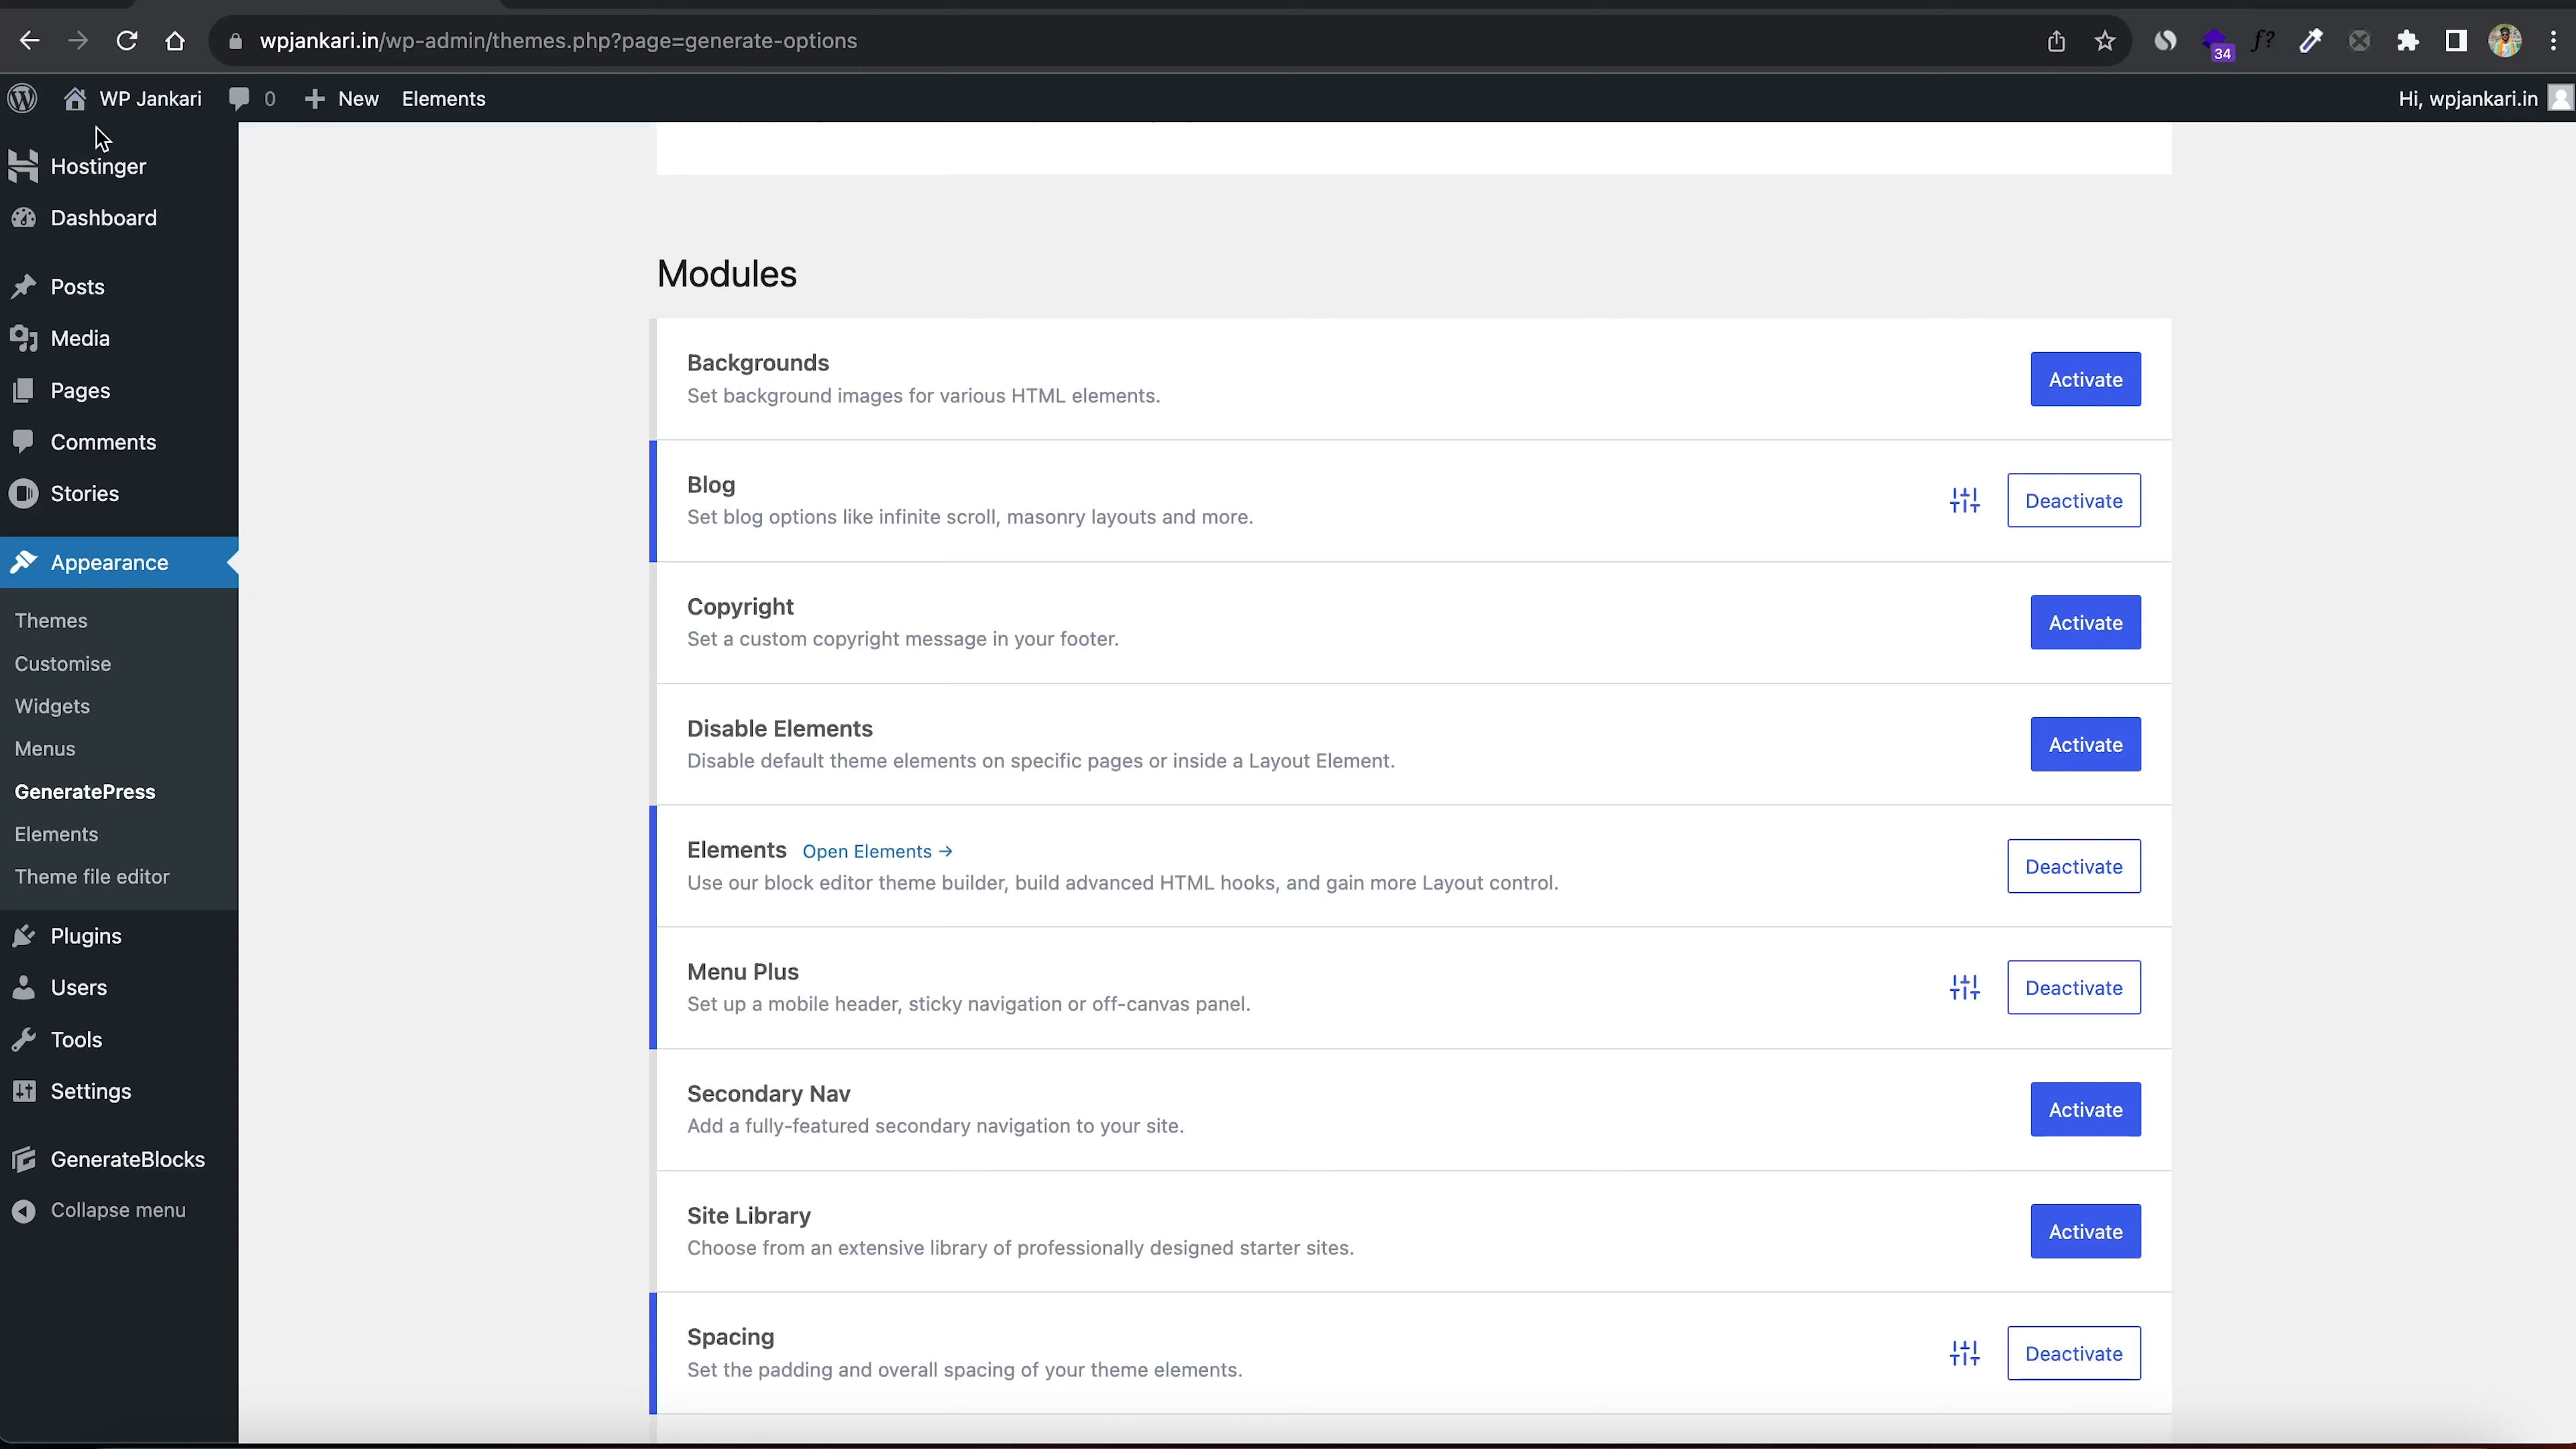 wpjankari.in/wp-admin/themes.php?page=generate-options
34
WP Jankari
0
New
Elements
Hi, wpjankari.in
Hostinger
Dashboard
Posts
Media
Pages
Comments
Stories
Appearance
Themes
Customise
Widgets
Menus
GeneratePress
Elements
Theme file editor
Plugins
Users
Tools
Settings
GenerateBlocks
Collapse menu
Modules
Backgrounds
Set background images for various HTML elements.
Activate
Blog
Set blog options like infinite scroll, masonry layouts and more.
Deactivate
Copyright
Set a custom copyright message in your footer.
Activate
Disable Elements
Disable default theme elements on specific pages or inside a Layout Element.
Activate
Elements Open Elements →
Use our block editor theme builder, build advanced HTML hooks, and gain more Layout control.
Deactivate
Menu Plus
Set up a mobile header, sticky navigation or off-canvas panel.
Deactivate
Secondary Nav
Add a fully-featured secondary navigation to your site.
Activate
Site Library
Choose from an extensive library of professionally designed starter sites.
Activate
Spacing
Set the padding and overall spacing of your theme elements.
Deactivate